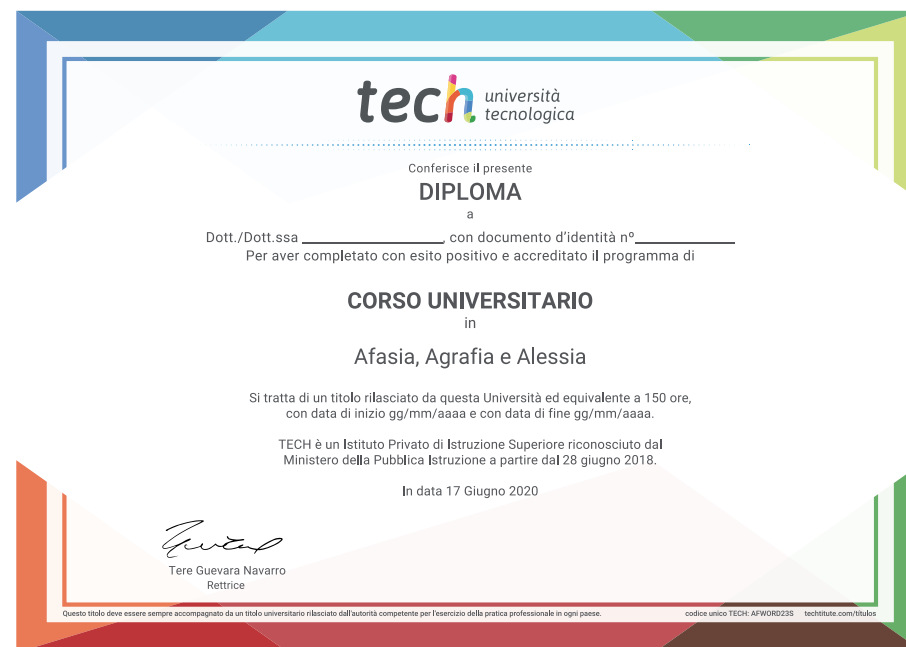 tech università
tecnologica
Conferisce il presente
DIPLOMA
a
Dott./Dott.ssa ____________________, con documento d'identità nº______________
Per aver completato con esito positivo e accreditato il programma di
CORSO UNIVERSITARIO
in
Afasia, Agrafia e Alessia
Si tratta di un titolo rilasciato da questa Università ed equivalente a 150 ore,
con data di inizio gg/mm/aaaa e con data di fine gg/mm/aaaa.
TECH è un Istituto Privato di Istruzione Superiore riconosciuto dal
Ministero della Pubblica Istruzione a partire dal 28 giugno 2018.
In data 17 Giugno 2020
Tere Guevara Navarro
Rettrice
Questo titolo deve essere sempre accompagnato da un titolo universitario rilasciato dall'autorità competente per l'esercizio della pratica professionale in ogni paese. codice unico TECH: AFWORD23S techtitute.com/títulos